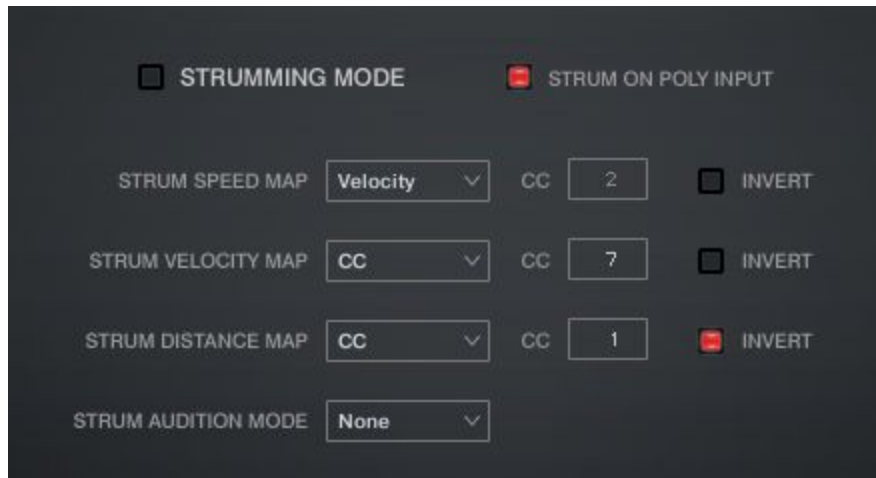 STRUMMING MODE STRUM ON POLY INPUT
STRUM SPEED MAP Velocity CC 2 INVERT
STRUM VELOCITY MAP CC CC 7 INVERT
STRUM DISTANCE MAP CC CC 1 INVERT
STRUM AUDITION MODE None